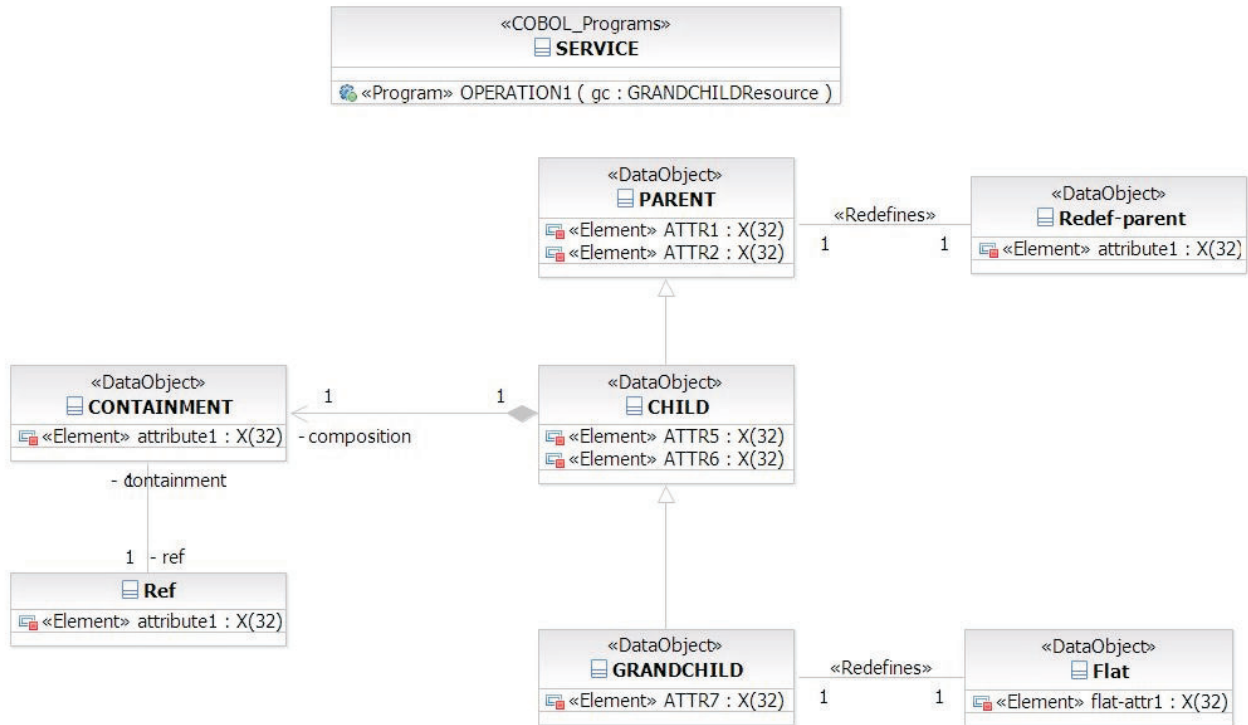 «COBOL_Programs»
SERVICE
«Program» OPERATION1 ( gc : GRANDCHILDResource )
«DataObject»
PARENT
«Element» ATTR1 : X(32)
«Element» ATTR2 : X(32)
«Redefines»
1
1
«DataObject»
Redef-parent
«Element» attribute1 : X(32)
«DataObject»
CONTAINMENT
«Element» attribute1 : X(32)
1
1
- composition
«DataObject»
CHILD
«Element» ATTR5 : X(32)
«Element» ATTR6 : X(32)
- containment
1
1 - ref
Ref
«Element» attribute1 : X(32)
«DataObject»
GRANDCHILD
«Element» ATTR7 : X(32)
«Redefines»
1
1
«DataObject»
Flat
«Element» flat-attr1 : X(32)